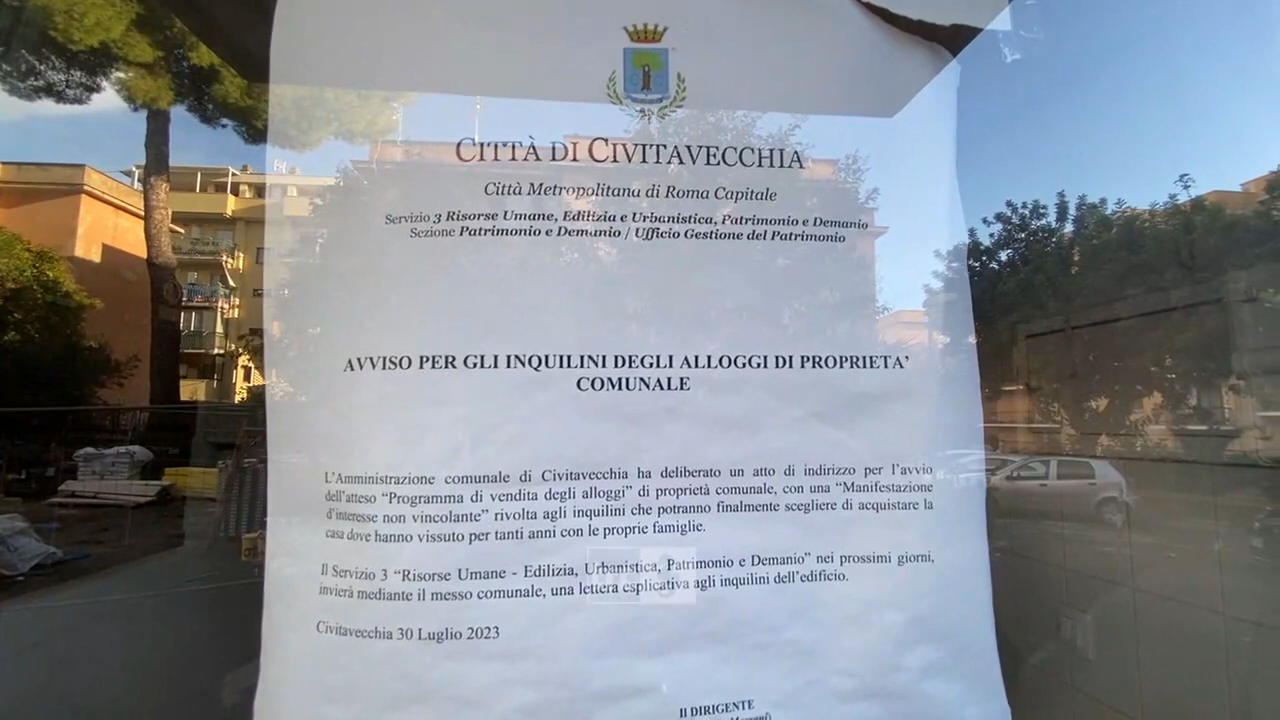 CITTÀ DI CIVITAVECCHIA
Città Metropolitana di Roma Capitale
Servizio 3 Risorse Umane, Edilizia e Urbanistica, Patrimonio e Demanio
Sezione Patrimonio e Demanio / Ufficio Gestione del Patrimonio
AVVISO PER GLI INQUILINI DEGLI ALLOGGI DI PROPRIETA'
COMUNALE
L'Amministrazione comunale di Civitavecchia ha deliberato un atto di indirizzo per l'avvio
dell'atteso "Programma di vendita degli alloggi" di proprietà comunale, con una "Manifestazione
d'interesse non vincolante" rivolta agli inquilini che potranno finalmente scegliere di acquistare la
casa dove hanno vissuto per tanti anni con le proprie famiglie.
Il Servizio 3 "Risorse Umane - Edilizia, Urbanistica, Patrimonio e Demanio" nei prossimi giorni,
invierà mediante il messo comunale, una lettera esplicativa agli inquilini dell'edificio.
Civitavecchia 30 Luglio 2023
Il DIRIGENTE